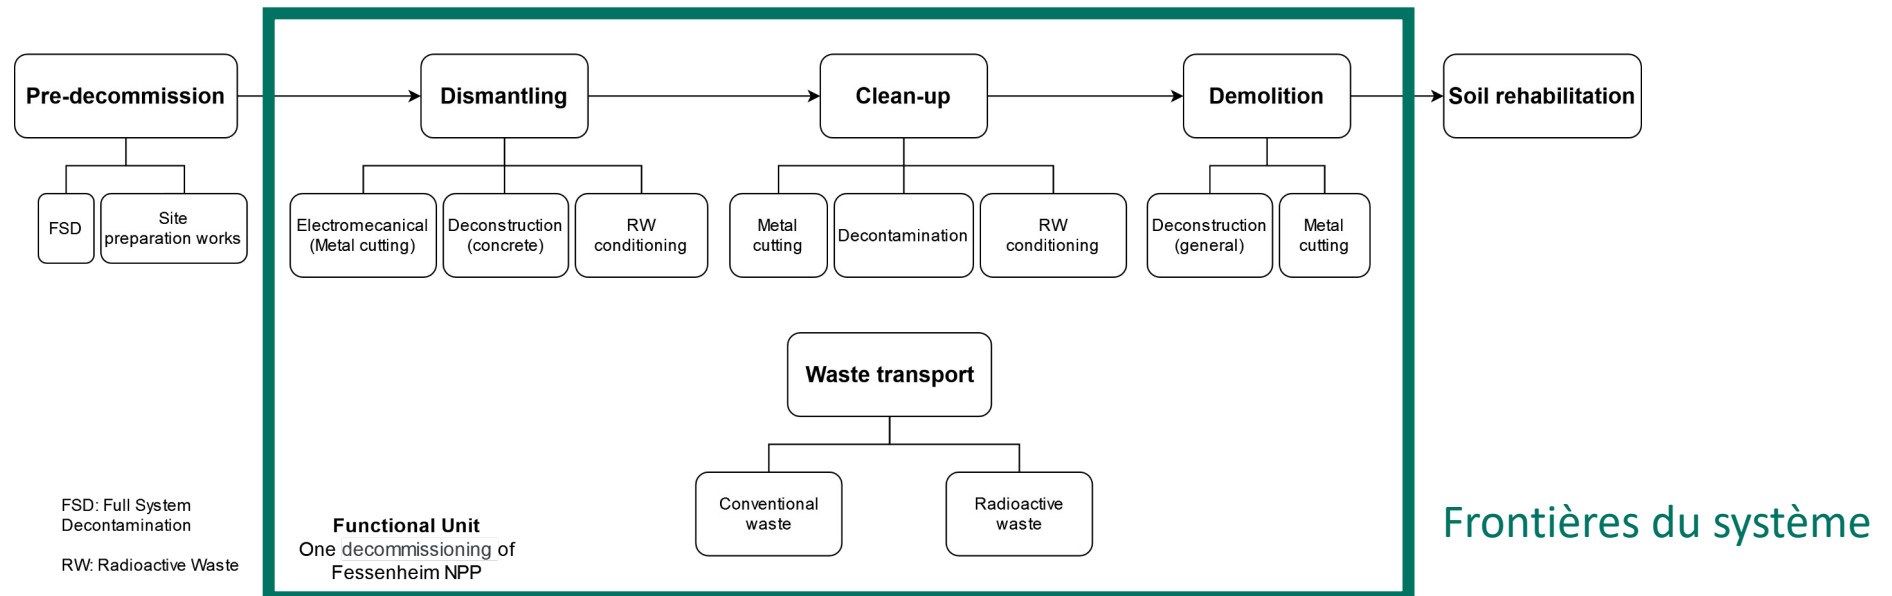 Pre-decommission
Dismantling
Clean-up
Demolition
Soil rehabilitation
FSD
Site
preparation works
Electromecanical
(Metal cutting)
Deconstruction
(concrete)
RW
conditioning
Metal
cutting
Decontamination
RW
conditioning
Deconstruction
(general)
Metal
cutting
Waste transport
Conventional
waste
Radioactive
waste
FSD: Full System
Decontamination
RW: Radioactive Waste
Functional Unit
One decommissioning of
Fessenheim NPP
Frontières du système